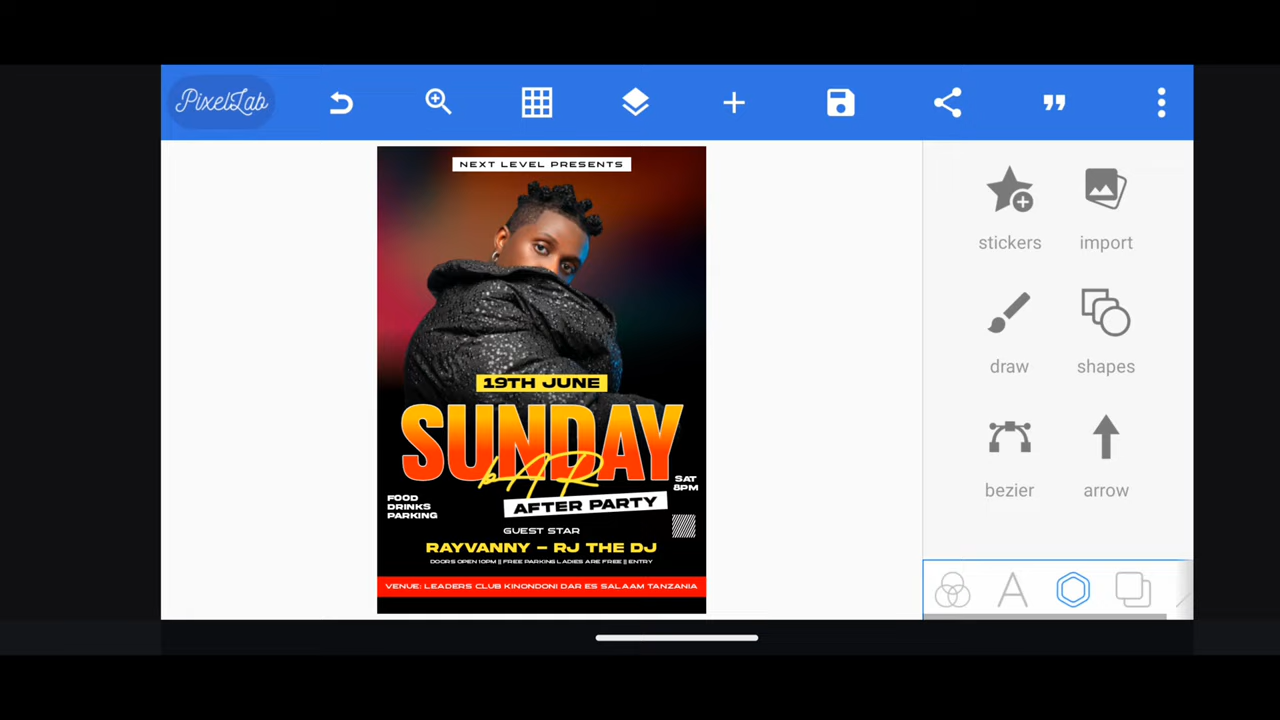 PixelLab
NEXT LEVEL PRESENTS
19TH JUNE
SUNDAY
bAR
SAT
8PM
FOOD
DRINKS
PARKING
AFTER PARTY
GUEST STAR
RAYVANNY – RJ THE DJ
DOORS OPEN 10PM || FREE PARKING LADIES ARE FREE || ENTRY
VENUE: LEADERS CLUB KINONDONI DAR ES SALAAM TANZANIA
stickers
import
draw
shapes
bezier
arrow
A